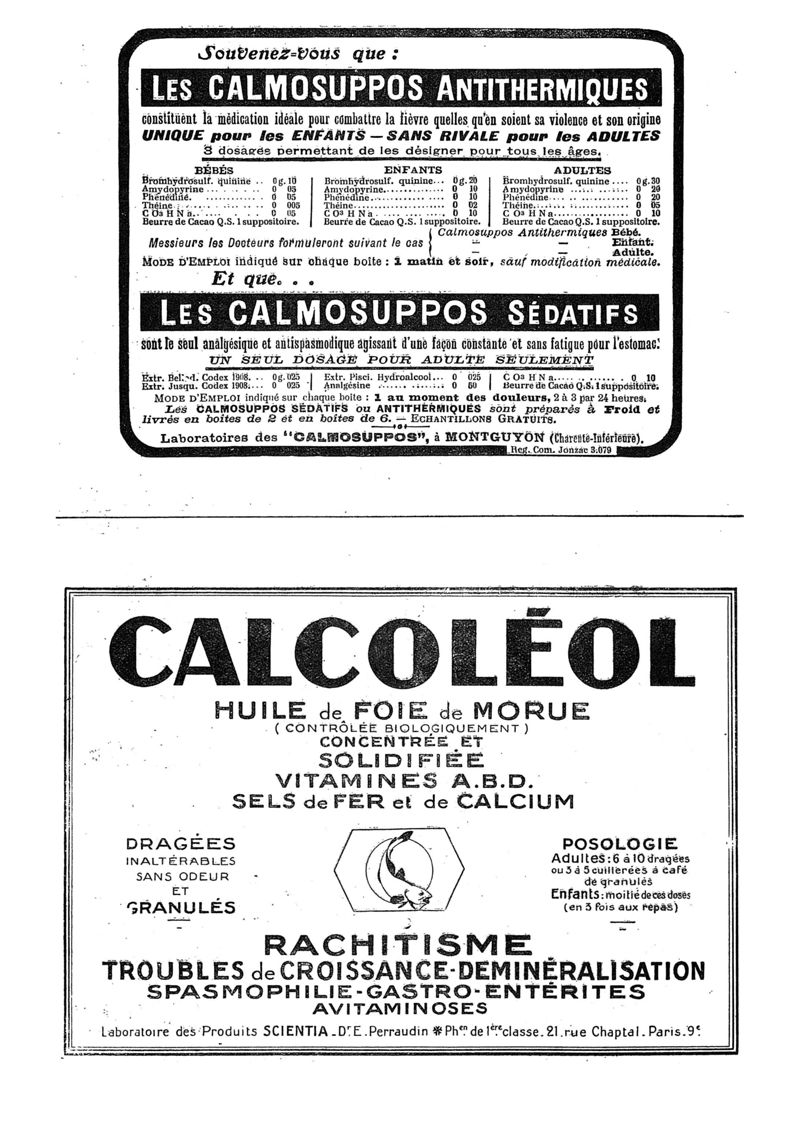 Souvenez-vous que :
LES CALMOSUPPOS ANTITHERMIQUES
constituent la médication idéale pour combattre la fièvre quelles qu'en soient sa violence et son origine
UNIQUE pour les ENFANTS — SANS RIVALE pour les ADULTES
3 dosages permettant de les désigner pour tous les âges.
BÉBÉS
Bromhydrosulf. quinine .. 0 g. 10
Amydopyrine . . . . . . 0 05
Phénédine. . . . . . . 0 05
Théine . . . . . . . . 0 005
C O3 H Na . . . . . . 0 05
Beurre de Cacao Q.S. 1 suppositoire.
ENFANTS
Bromhydrosulf. quinine... 0 g. 20
Amydopyrine............ 0 10
Phénédine.............. 0 10
Théine................. 0 02
C O3 H Na ............. 0 10
Beurre de Cacao Q.S. 1 suppositoire.
ADULTES
Bromhydrosulf. quinine .... 0 g. 30
Amydopyrine............ 0 20
Phénédine.............. 0 20
Théine................. 0 05
C O3 H Na.............. 0 10
Beurre de Cacao Q.S. 1 suppositoire.
Messieurs les Docteurs formuleront suivant le cas { Calmosuppos Antithermiques Bébé.
— — Enfant.
— — Adulte.
MODE D'EMPLOI indiqué sur chaque boite : 1 matin et soir, sauf modification médicale.
Et que. . .
LES CALMOSUPPOS SÉDATIFS
sont le seul analgésique et antispasmodique agissant d'une façon constante et sans fatigue pour l'estomac.
UN SEUL DOSAGE POUR ADULTE SEULEMENT
Extr. Bellad. Codex 1908. .. 0 g. 025
Extr. Jusqu. Codex 1908.... 0 025
Extr. Pisci. Hydroalcool... 0 025
Analgésine ............ 0 50
C O3 H Na............. 0 10
Beurre de Cacao Q.S. 1 suppositoire.
MODE D'EMPLOI indiqué sur chaque boite : 1 au moment des douleurs, 2 à 3 par 24 heures.
Les CALMOSUPPOS SÉDATIFS ou ANTITHERMIQUES sont préparés à Froid et
livrés en boites de 2 et en boites de 6. — ECHANTILLONS GRATUITS.
Laboratoires des "CALMOSUPPOS", à MONTGUYON (Charente-Inférieure).
Reg. Com. Jonzac 3.079
CALCOLÉOL
HUILE de FOIE de MORUE
( CONTRÔLÉE BIOLOGIQUEMENT )
CONCENTRÉE ET
SOLIDIFIÉE
VITAMINES A.B.D.
SELS de FER et de CALCIUM
DRAGÉES
INALTÉRABLES
SANS ODEUR
ET
GRANULÉS
POSOLOGIE
Adultes : 6 à 10 dragées
ou 3 à 5 cuillerées à café
de granulés
Enfants : moitié de ces doses
(en 3 fois aux repas)
RACHITISME
TROUBLES de CROISSANCE-DEMINÉRALISATION
SPASMOPHILIE-GASTRO-ENTÉRITES
AVITAMINOSES
Laboratoire des Produits SCIENTIA_Dr. E. Perraudin * Phen de 1ère classe. 21. rue Chaptal. Paris. 9e.